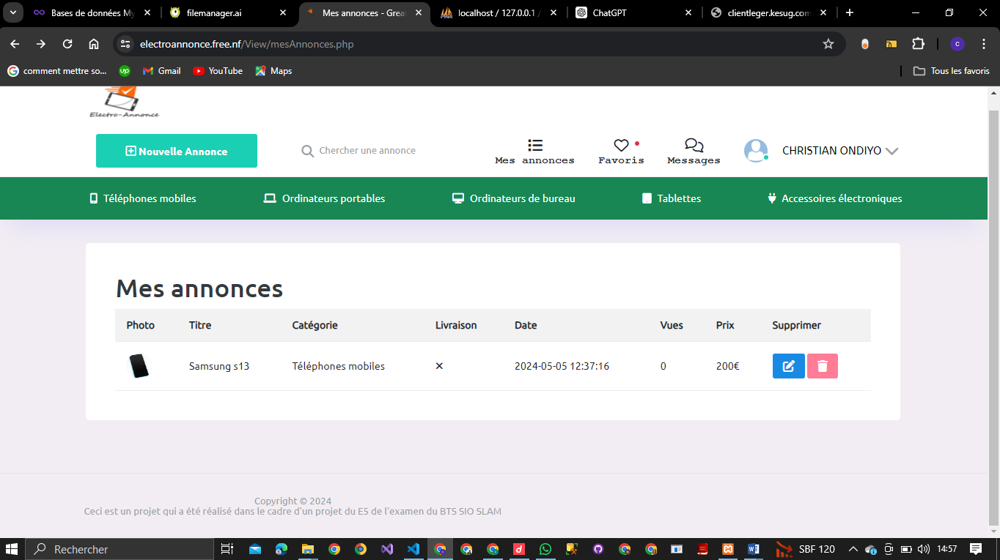 Bases de données My
filemanager.ai
Mes annonces - Grea
localhost / 127.0.0.1 /
ChatGPT
clientleger.kesug.com
electroannonce.free.nf/View/mesAnnonces.php
c
comment mettre so...
up
Gmail
YouTube
Maps
Tous les favoris
Electro-Annonce
Nouvelle Annonce
Chercher une annonce
Mes annonces
Favoris
Messages
CHRISTIAN ONDIYO
Téléphones mobiles
Ordinateurs portables
Ordinateurs de bureau
Tablettes
Accessoires électroniques
Mes annonces
Photo Titre Catégorie Livraison Date Vues Prix Supprimer
Samsung s13 Téléphones mobiles 2024-05-05 12:37:16 0 200€
Copyright © 2024
Ceci est un projet qui a été réalisé dans le cadre d'un projet du E5 de l'examen du BTS SIO SLAM
Rechercher
SBF 120
14:57